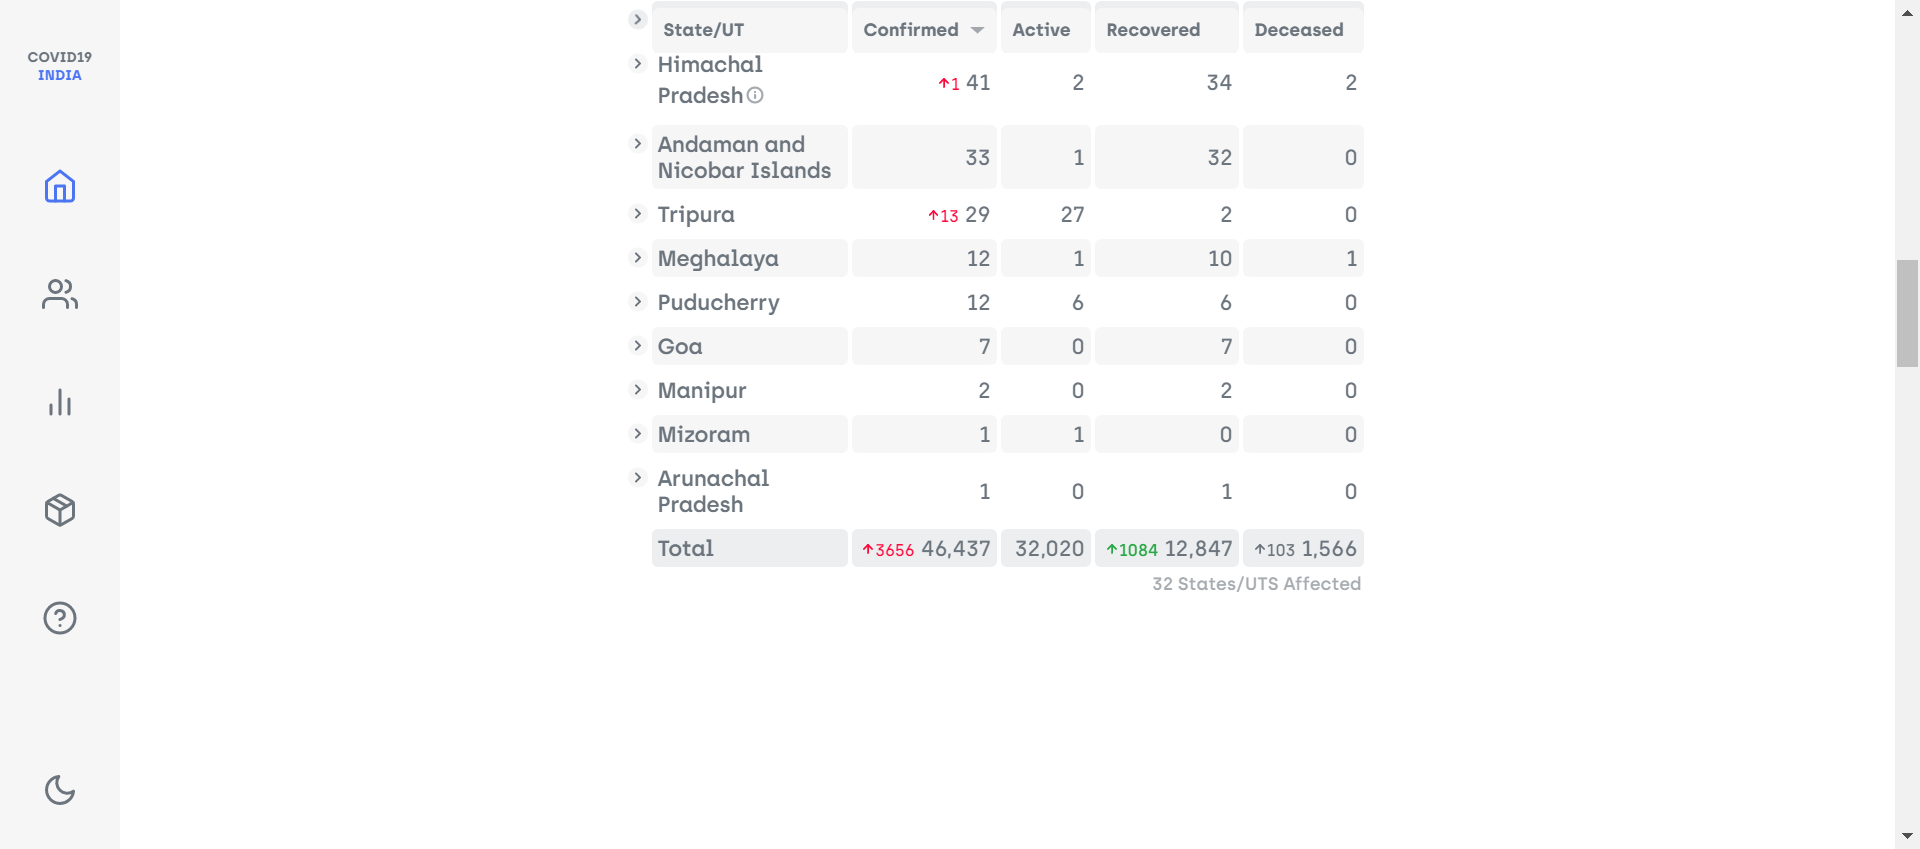 COVID19
INDIA
State/UT Confirmed Active Recovered Deceased
Himachal
Pradesh ↑1 41 2 34 2
Andaman and
Nicobar Islands 33 1 32 0
Tripura ↑13 29 27 2 0
Meghalaya 12 1 10 1
Puducherry 12 6 6 0
Goa 7 0 7 0
Manipur 2 0 2 0
Mizoram 1 1 0 0
Arunachal
Pradesh 1 0 1 0
Total ↑3656 46,437 32,020 ↑1084 12,847 ↑103 1,566
32 States/UTS Affected